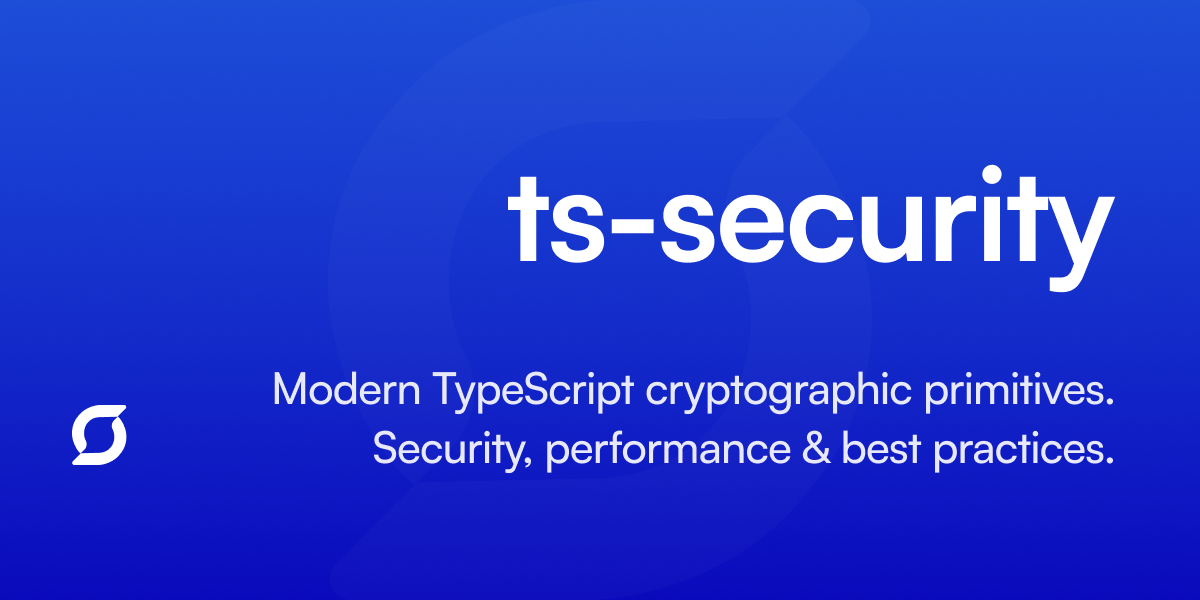 ts-security
Modern TypeScript cryptographic primitives.
Security, performance & best practices.